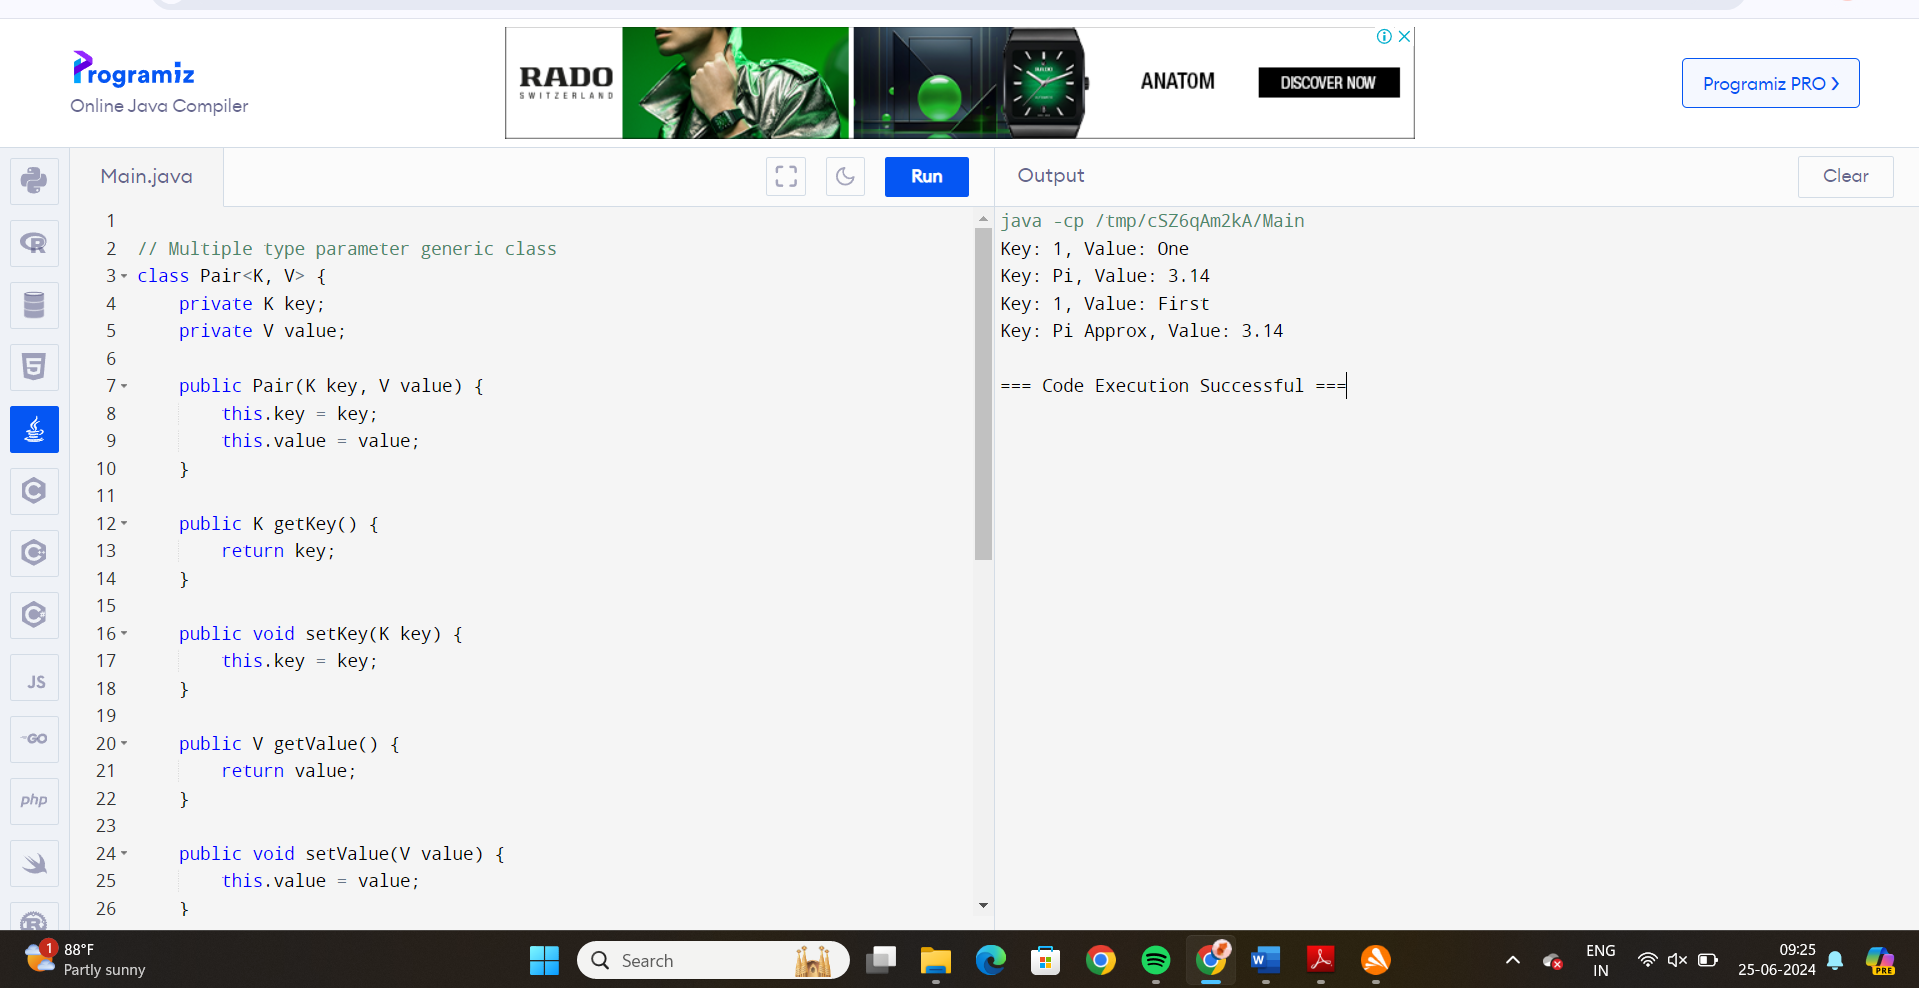 Programiz
Online Java Compiler
RADO
SWITZERLAND
ANATOM
DISCOVER NOW
Programiz PRO ❯
Main.java
Run
Output
Clear
1
2 // Multiple type parameter generic class
3 class Pair<K, V> {
4     private K key;
5     private V value;
6
7     public Pair(K key, V value) {
8         this.key = key;
9         this.value = value;
10     }
11
12     public K getKey() {
13         return key;
14     }
15
16     public void setKey(K key) {
17         this.key = key;
18     }
19
20     public V getValue() {
21         return value;
22     }
23
24     public void setValue(V value) {
25         this.value = value;
26     }
java -cp /tmp/cSZ6qAm2kA/Main
Key: 1, Value: One
Key: Pi, Value: 3.14
Key: 1, Value: First
Key: Pi Approx, Value: 3.14
=== Code Execution Successful ===
R
5
C
C
C
JS
GO
php
R
1
88°F
Partly sunny
Search
W
PRE
ENG
IN
09:25
25-06-2024